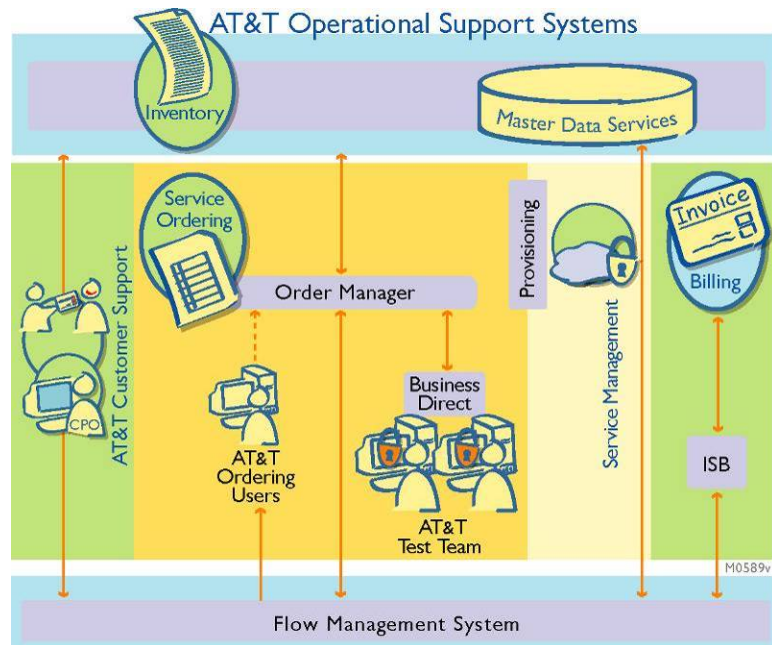 AT&T Operational Support Systems
Inventory
Master Data Services
Service
Ordering
Provisioning
Invoice
Billing
Order Manager
AT&T Customer Support
CPO
Business
Direct
Service Management
AT&T
Ordering
Users
AT&T
Test Team
ISB
M0589v
Flow Management System